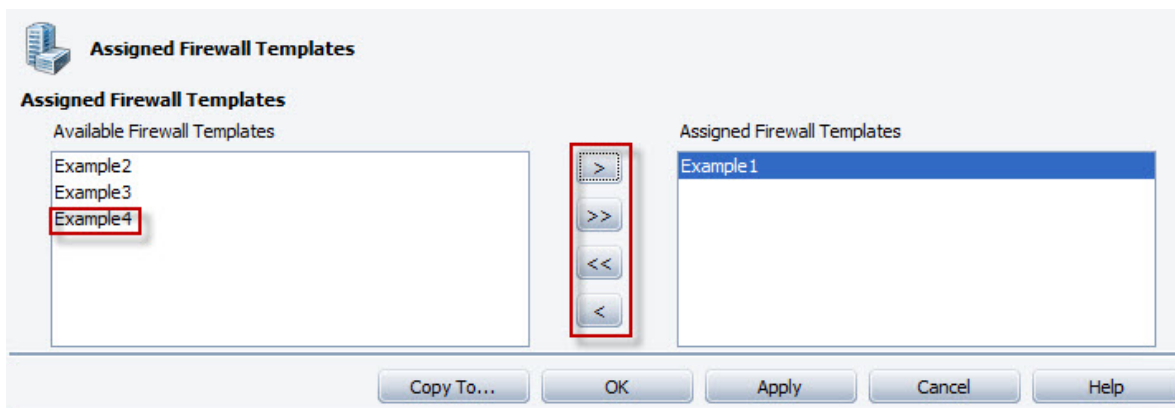 Assigned Firewall Templates
Assigned Firewall Templates
Available Firewall Templates
Assigned Firewall Templates
Example2
Example3
Example4
>
>>
<<
<
Example1
Copy To...
OK
Apply
Cancel
Help